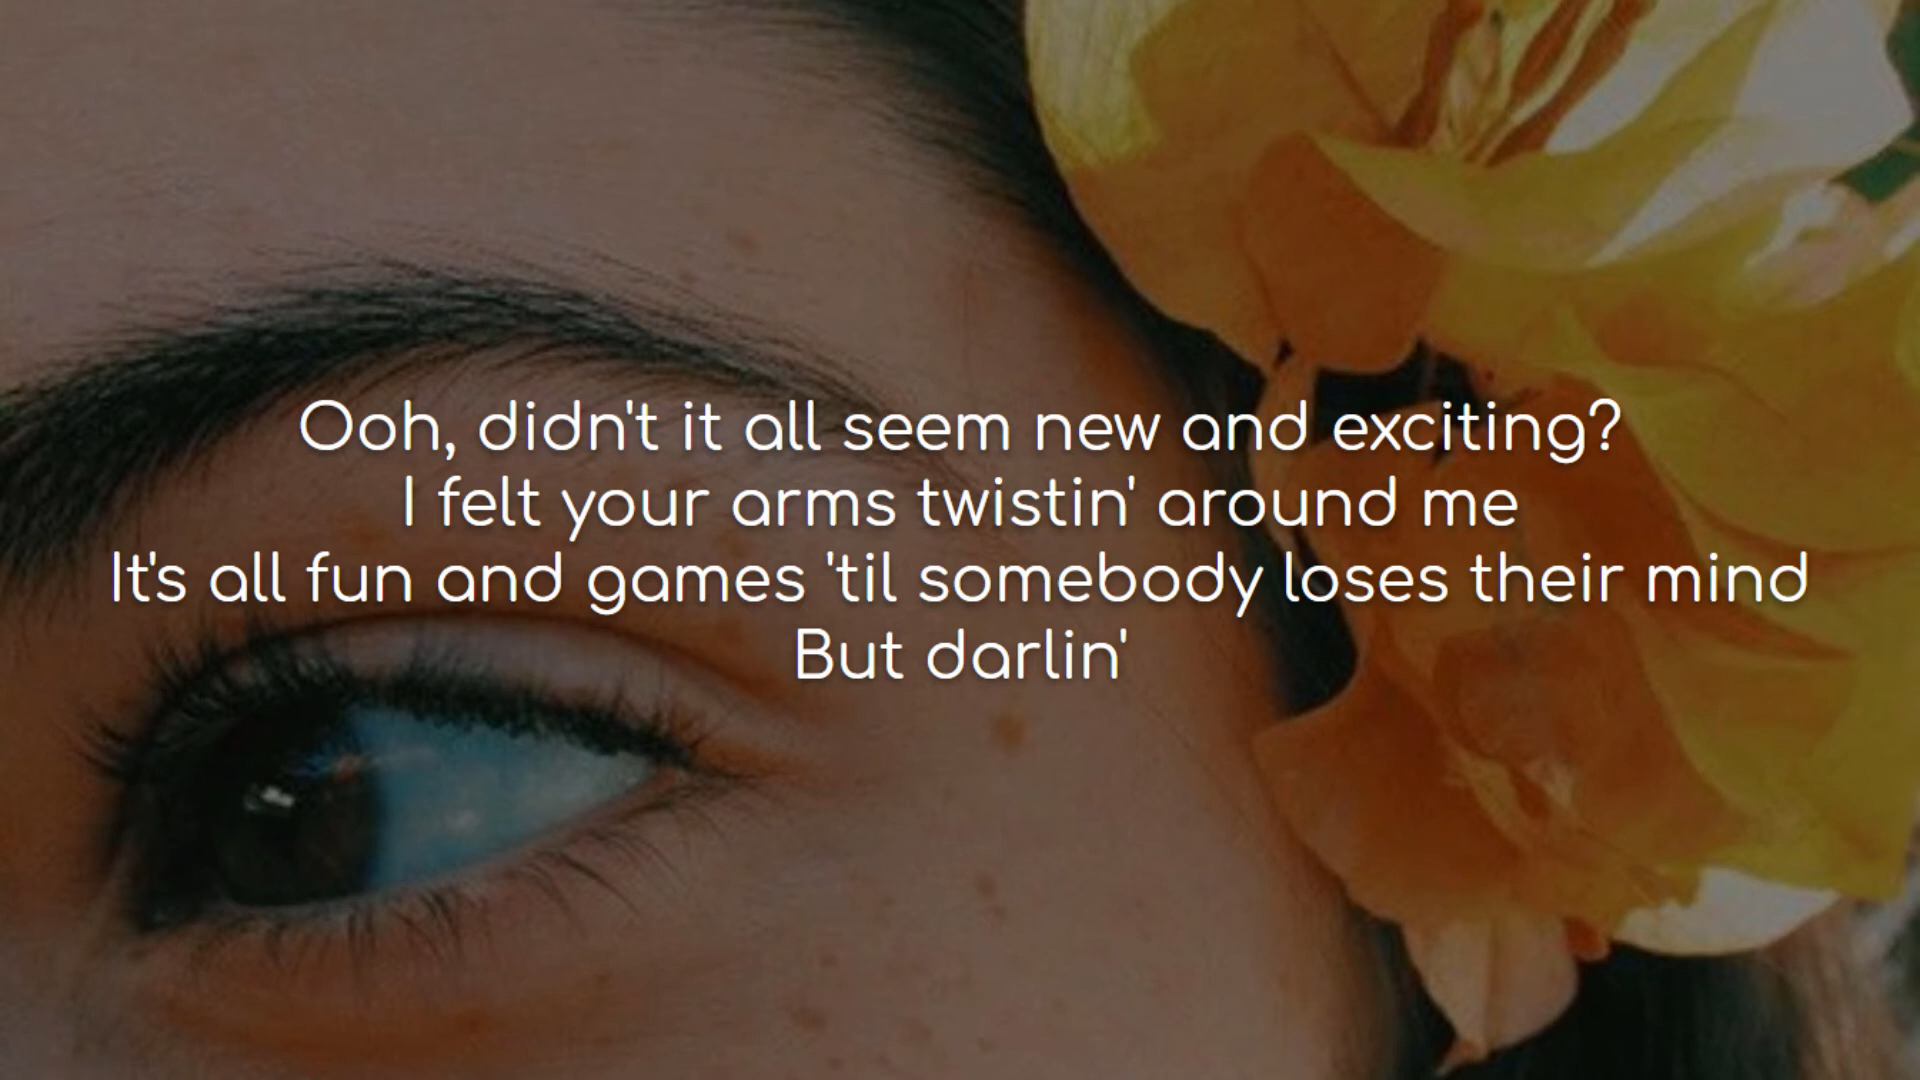 Ooh, didn't it all seem new and exciting?
I felt your arms twistin' around me
It's all fun and games 'til somebody loses their mind
But darlin'